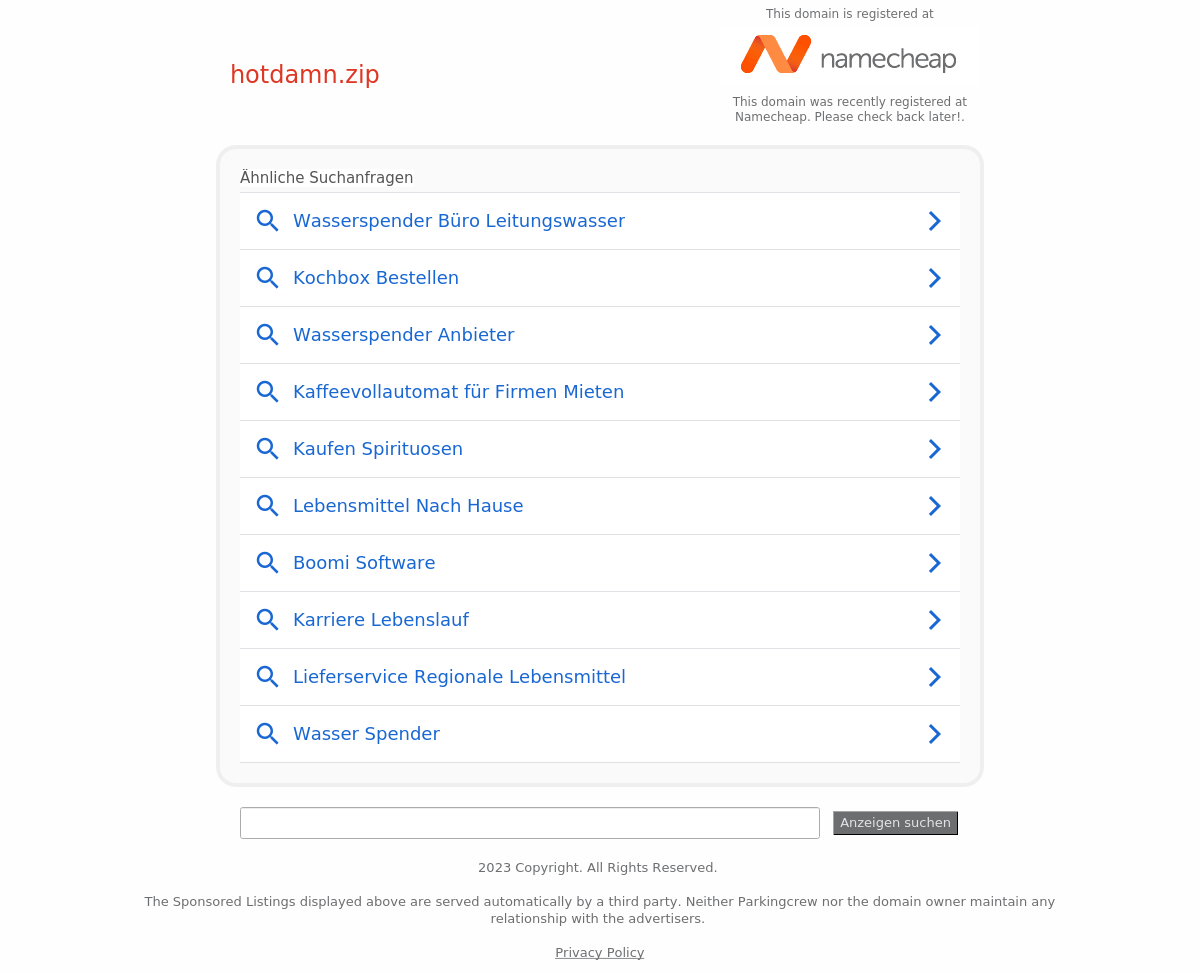 This domain is registered at
namecheap
hotdamn.zip
This domain was recently registered at
Namecheap. Please check back later!.
Ähnliche Suchanfragen
Wasserspender Büro Leitungswasser
Kochbox Bestellen
Wasserspender Anbieter
Kaffeevollautomat für Firmen Mieten
Kaufen Spirituosen
Lebensmittel Nach Hause
Boomi Software
Karriere Lebenslauf
Lieferservice Regionale Lebensmittel
Wasser Spender
Anzeigen suchen
2023 Copyright. All Rights Reserved.
The Sponsored Listings displayed above are served automatically by a third party. Neither Parkingcrew nor the domain owner maintain any
relationship with the advertisers.
Privacy Policy